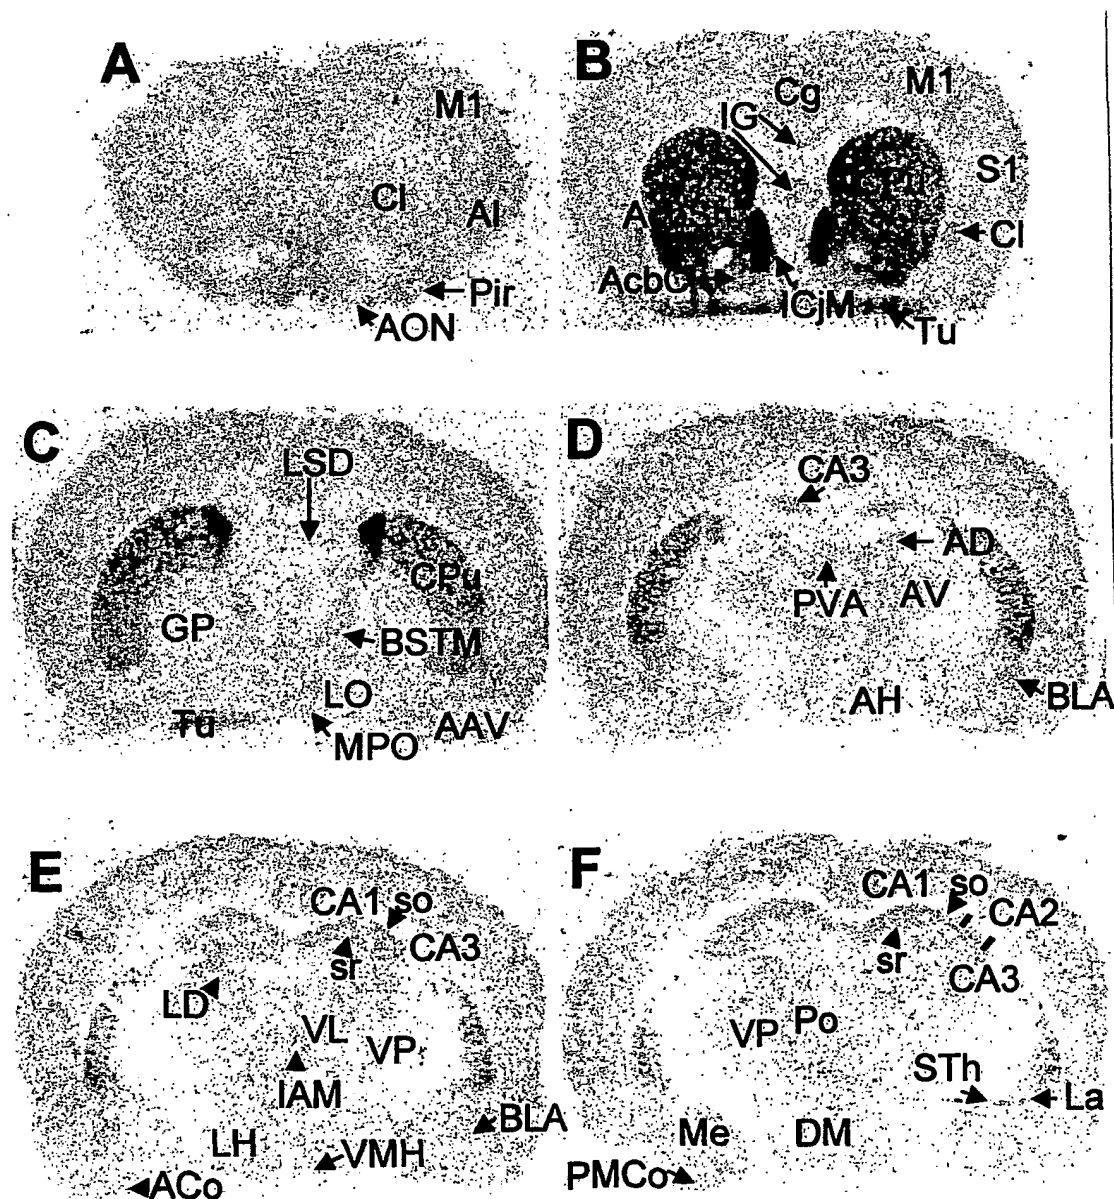 A
M1
Cl
AI
Pir
AON
B
Cg
M1
IG
CPu
S1
Cl
ICjM
Tu
C
LSD
CPu
GP
BSTM
LO
Tu
AAV
MPO
D
CA3
AD
PVA
AV
AH
BLA
E
CA1 so
CA3
sr
LD
VL
VP
IAM
BLA
LH
VMH
ACo
F
CA1 so
CA2
sr
CA3
VP
Po
STh
La
Me
DM
PMCo